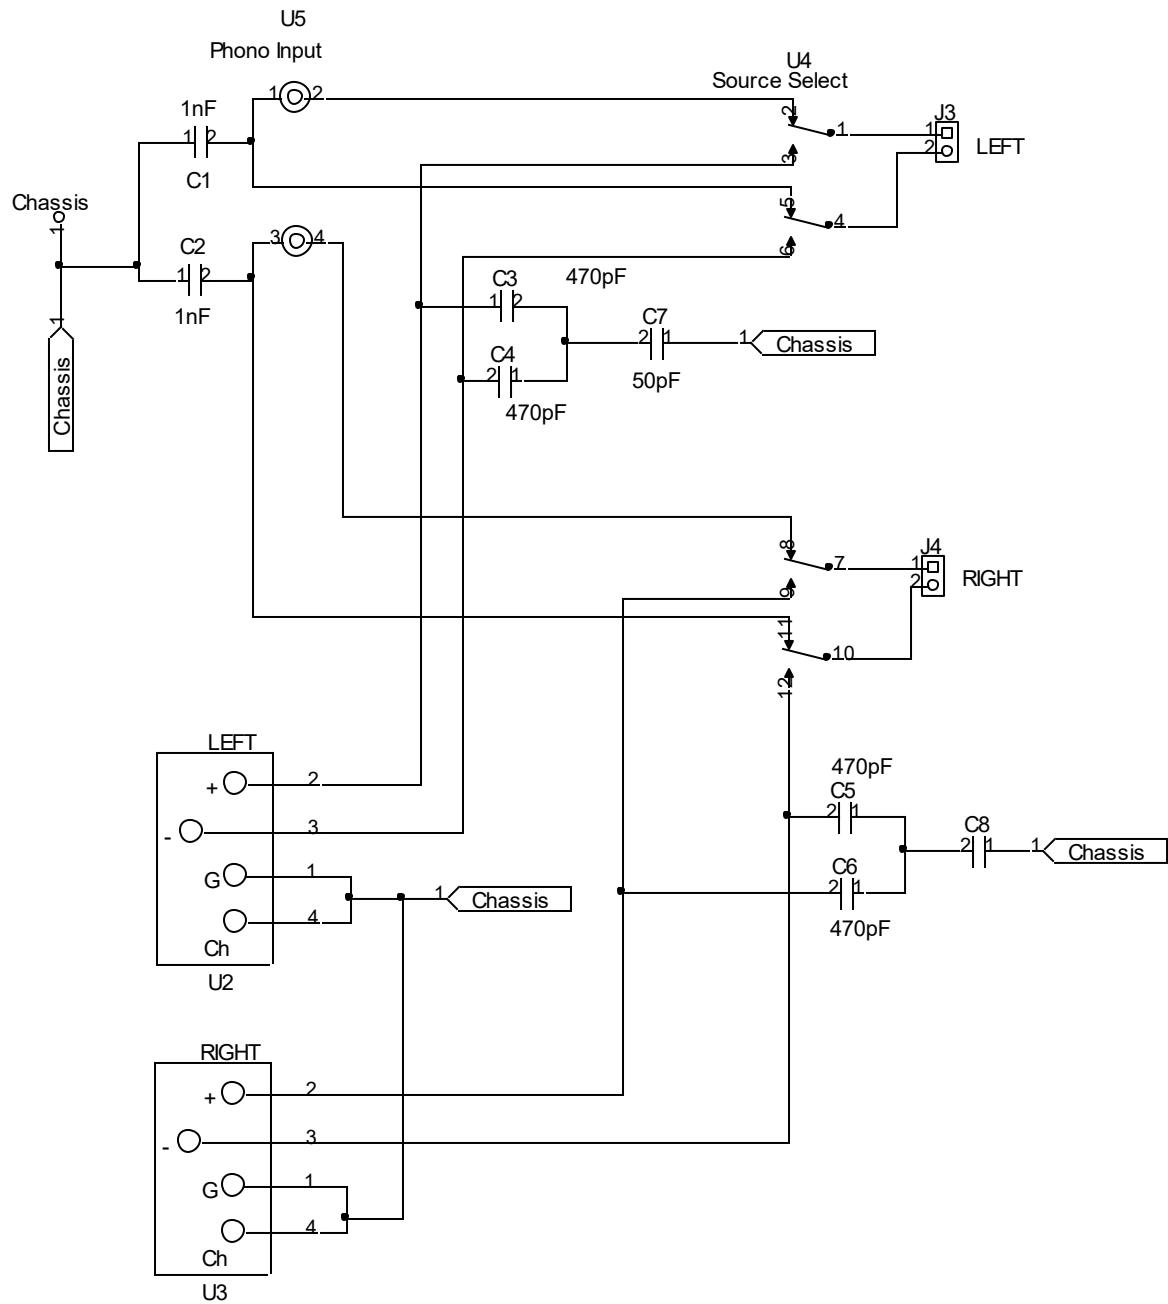 U5
Phono Input
U4
Source Select
1 2
2
1nF
1 2
C1
1
J3
1
2
LEFT
3
5
4
6
Chassis
1
3 4
C2
1 2
1nF
470pF
C3
1 2
C7
2 1
50pF
1
Chassis
C4
2 1
470pF
1
Chassis
8
7
J4
1
2
RIGHT
9
11
10
12
LEFT
+
2
-
3
G
1
Ch
4
1
Chassis
U2
470pF
C5
2 1
C8
2 1
1
Chassis
C6
2 1
470pF
RIGHT
+
2
-
3
G
1
Ch
4
U3